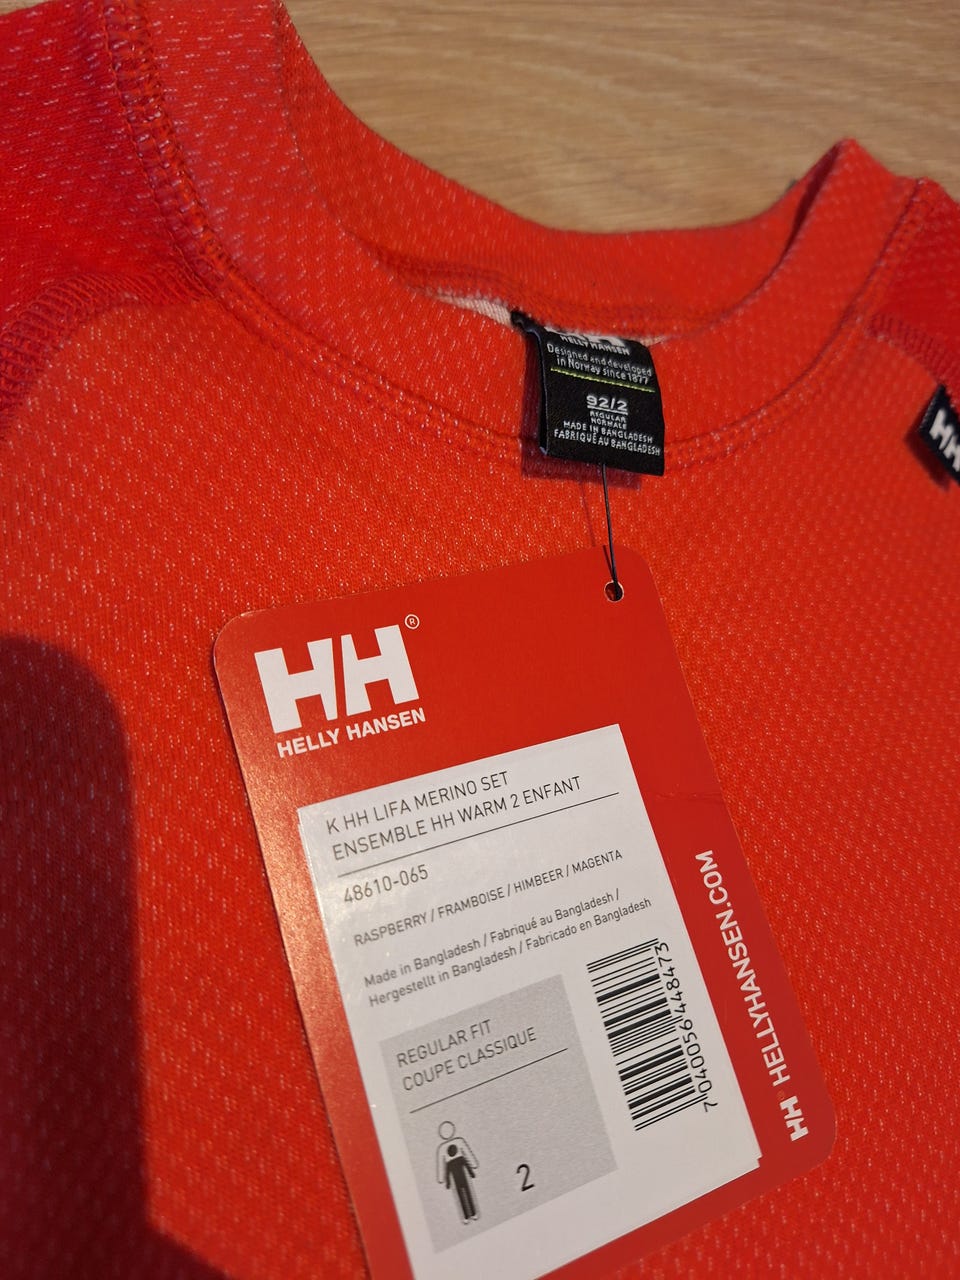 HH
HELLY HANSEN
Designed and developed
in Norway since 1877
92/2
REGULAR
NORMALE
MADE IN BANGLADESH
FABRIQUÉ AU BANGLADESH
HH
HH®
HELLY HANSEN
K HH LIFA MERINO SET
ENSEMBLE HH WARM 2 ENFANT
48610-065
RASPBERRY / FRAMBOISE / HIMBEER / MAGENTA
Made in Bangladesh / Fabriqué au Bangladesh /
Hergestellt in Bangladesh / Fabricado en Bangladesh
REGULAR FIT
COUPE CLASSIQUE
2
7040056448473
HH® HELLYHANSEN.COM